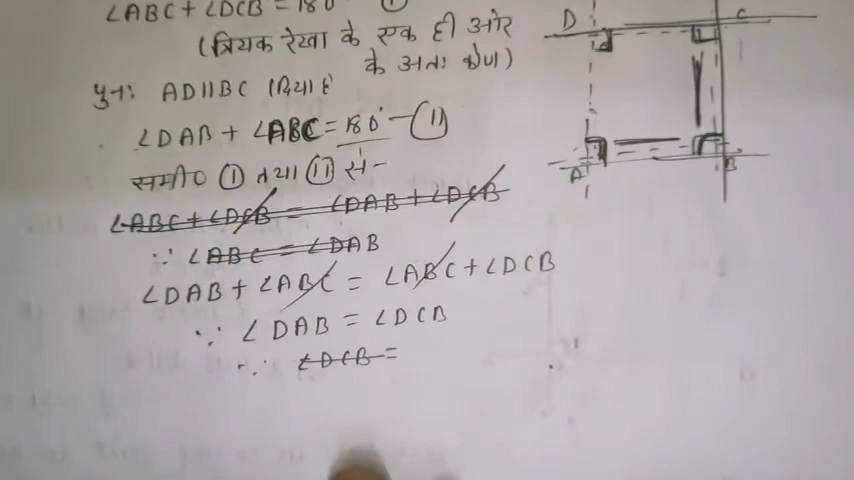 ∠ABC + ∠DCB = 180
(त्रियक रेखा के एक ही ओर
के अतः कोण)
पुनः AD||BC (दिया है
∠DAB + ∠ABC = 180° - (II)
समी० (I) तथा (II) से -
∠ABC + ∠DCB = ∠DAB + ∠DCB
∵ ∠ABC = ∠DAB
∠DAB + ∠ABC = ∠ABC + ∠DCB
∵ ∠DAB = ∠DCB
∵ ∠DCB =
D C
A B